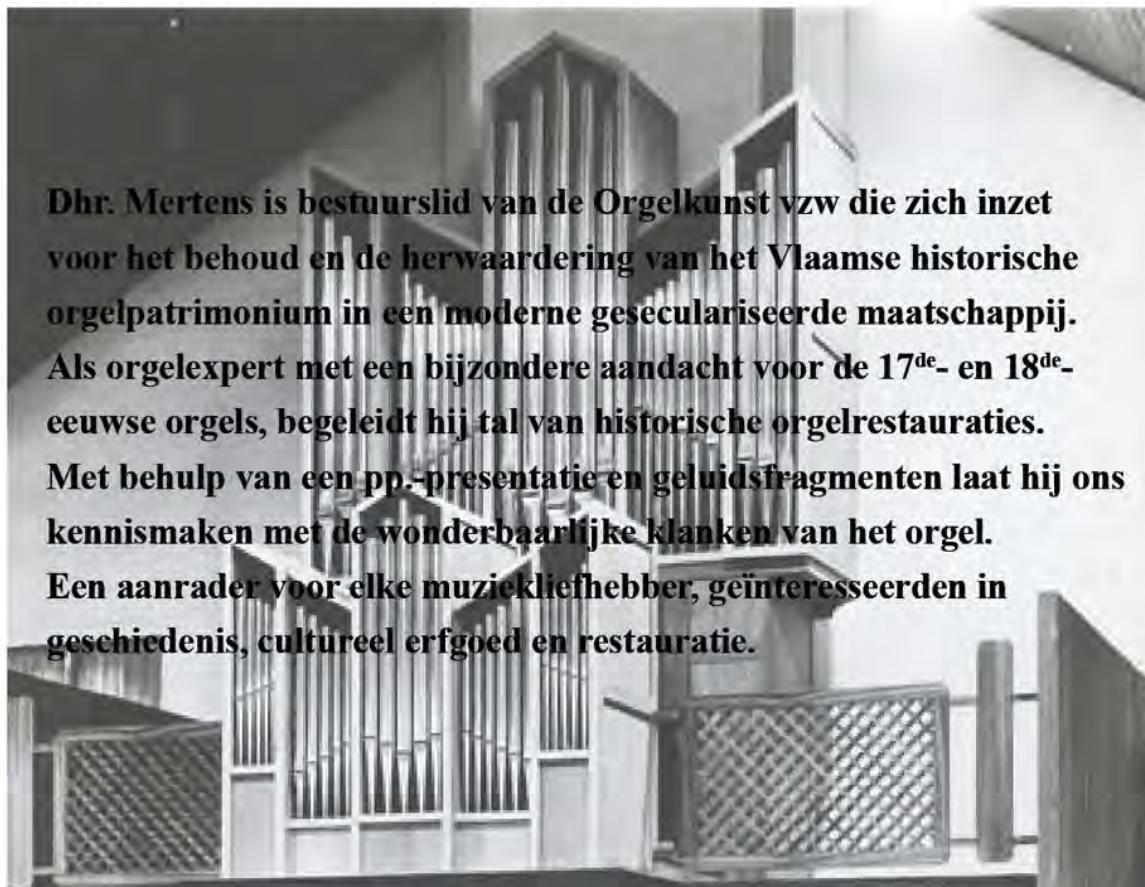 Dhr. Mertens is bestuurslid van de Orgelkunst vzw die zich inzet
voor het behoud en de herwaardering van het Vlaamse historische
orgelpatrimonium in een moderne geseculariseerde maatschappij.
Als orgelexpert met een bijzondere aandacht voor de 17de- en 18de-
eeuwse orgels, begeleidt hij tal van historische orgelrestauraties.
Met behulp van een pp.-presentatie en geluidsfragmenten laat hij ons
kennismaken met de wonderbaarlijke klanken van het orgel.
Een aanrader voor elke muziekliefhebber, geïnteresseerden in
geschiedenis, cultureel erfgoed en restauratie.